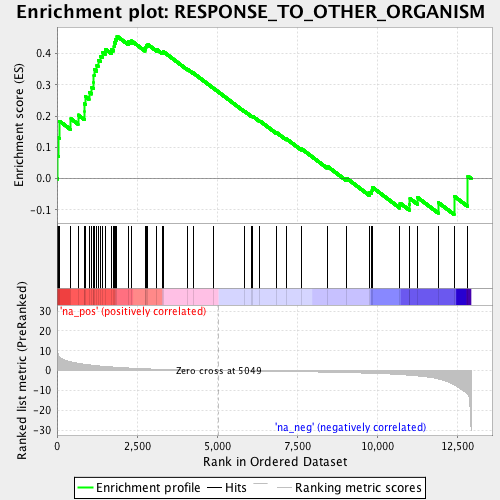 Enrichment plot: RESPONSE_TO_OTHER_ORGANISM
Enrichment score (ES)
0.4
0.3
0.2
0.1
0.0
-0.1
'na_pos' (positively correlated)
Ranked list metric (PreRanked)
30
20
10
0
-10
-20
-30
Zero cross at 5049
'na_neg' (negatively correlated)
0
2,500
5,000
7,500
10,000
12,500
Rank in Ordered Dataset
Enrichment profile
Hits
Ranking metric scores